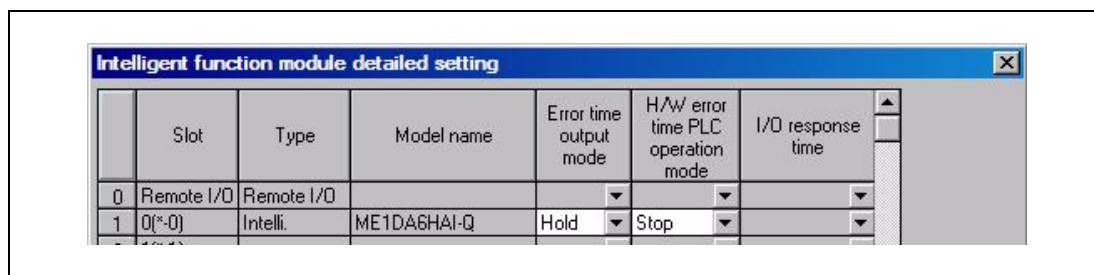 Intelligent function module detailed setting
Slot Type Model name Error time output mode H/W error time PLC operation mode I/O response time
0 Remote I/O Remote I/O
1 0(*-0) Intelli. ME1DA6HAI-Q Hold Stop